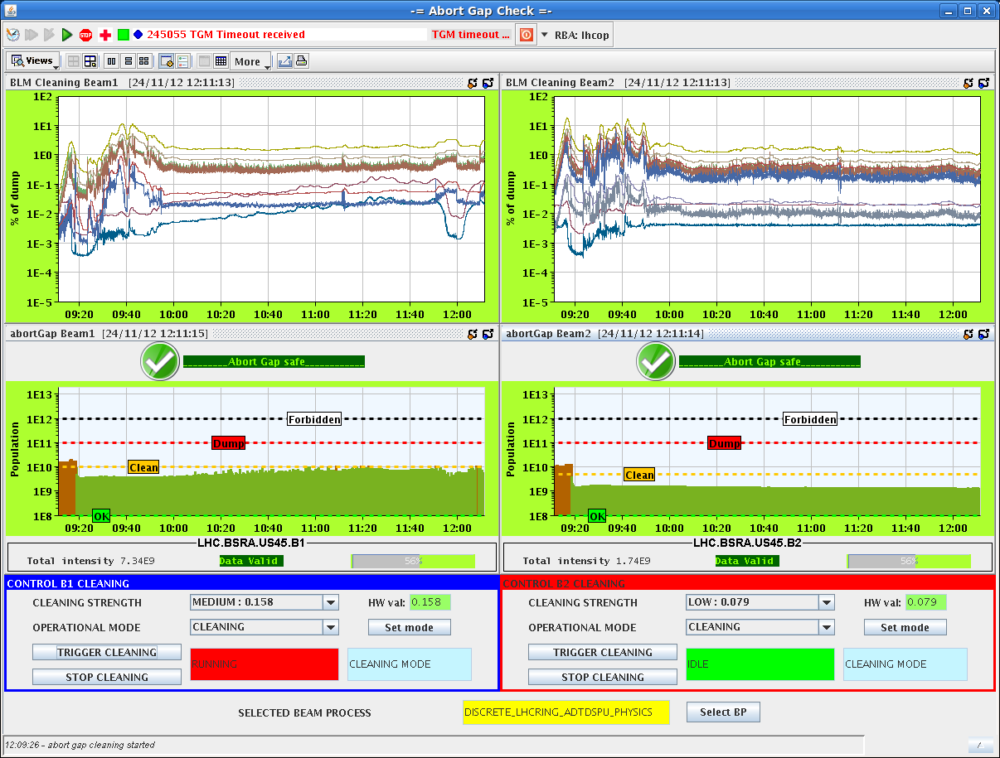 -= Abort Gap Check =-
STOP 245055 TGM Timeout received TGM timeout ... RBA: lhcop
Views More
BLM Cleaning Beam1 [24/11/12 12:11:13]
1E2
1E1
1E0
1E-1
1E-2
1E-3
1E-4
1E-5
% of dump
09:20 09:40 10:00 10:20 10:40 11:00 11:20 11:40 12:00
BLM Cleaning Beam2 [24/11/12 12:11:13]
1E2
1E1
1E0
1E-1
1E-2
1E-3
1E-4
1E-5
% of dump
09:20 09:40 10:00 10:20 10:40 11:00 11:20 11:40 12:00
abortGap Beam1 [24/11/12 12:11:15]
________Abort Gap safe___________
1E13
1E12
1E11
1E10
1E9
1E8
Population
Forbidden
Dump
Clean
OK
09:20 09:40 10:00 10:20 10:40 11:00 11:20 11:40 12:00
LHC.BSRA.US45.B1
Total intensity 7.34E9 Data Valid 56%
abortGap Beam2 [24/11/12 12:11:14]
________Abort Gap safe___________
1E13
1E12
1E11
1E10
1E9
1E8
Population
Forbidden
Dump
Clean
OK
09:20 09:40 10:00 10:20 10:40 11:00 11:20 11:40 12:00
LHC.BSRA.US45.B2
Total intensity 1.74E9 Data Valid 56%
CONTROL B1 CLEANING
CLEANING STRENGTH MEDIUM : 0.158 HW val: 0.158
OPERATIONAL MODE CLEANING Set mode
TRIGGER CLEANING
RUNNING CLEANING MODE
STOP CLEANING
CONTROL B2 CLEANING
CLEANING STRENGTH LOW : 0.079 HW val: 0.079
OPERATIONAL MODE CLEANING Set mode
TRIGGER CLEANING
IDLE CLEANING MODE
STOP CLEANING
SELECTED BEAM PROCESS DISCRETE_LHCRING_ADTDSPU_PHYSICS Select BP
12:09:26 - abort gap cleaning started